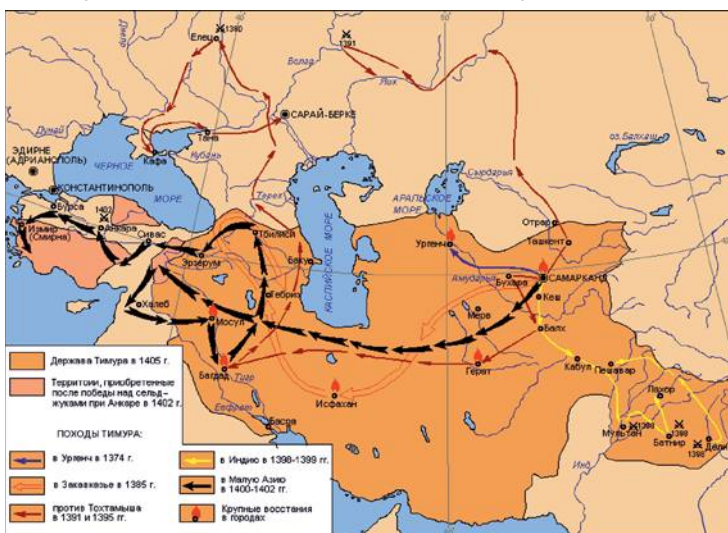 Днепр
Елец
1380
1391
Волга
Яик
Дунай
САРАЙ-БЕРКЕ
Тана
Кубань
Кафа
оз. Балхаш
ЭДИРНЕ
(АДРИАНОПОЛЬ)
ЧЕРНОЕ
МОРЕ
КОНСТАНТИНОПОЛЬ
Терек
АРАЛЬСКОЕ
МОРЕ
Сырдарья
Отрар
Ташкент
Бурса
1402
Анкара
Измир
(Смирна)
Сивас
Эрзерум
Тбилиси
Баку
КАСПИЙСКОЕ МОРЕ
Ургенч
Амударья
Бухара
САМАРКАНД
Кеш
Халеб
Тебриз
Мосул
Мерв
Балх
Багдад
Тигр
Евфрат
Герат
Кабул
Пешавар
Исфахан
Басра
Лахор
Мультан
1398
Батнир
1398
Дели
1398
Инд
40
50
60
Держава Тимура в 1405 г.
Территории, приобретенные
после победы над сельд-
жуками при Анкаре в 1402 г.
ПОХОДЫ ТИМУРА:
в Ургенч в 1374 г.
в Закавказье в 1385 г.
против Тохтамыша
в 1391 и 1395 гг.
в Индию в 1398-1399 гг.
в Малую Азию
в 1400-1402 гг.
Крупные восстания
в городах